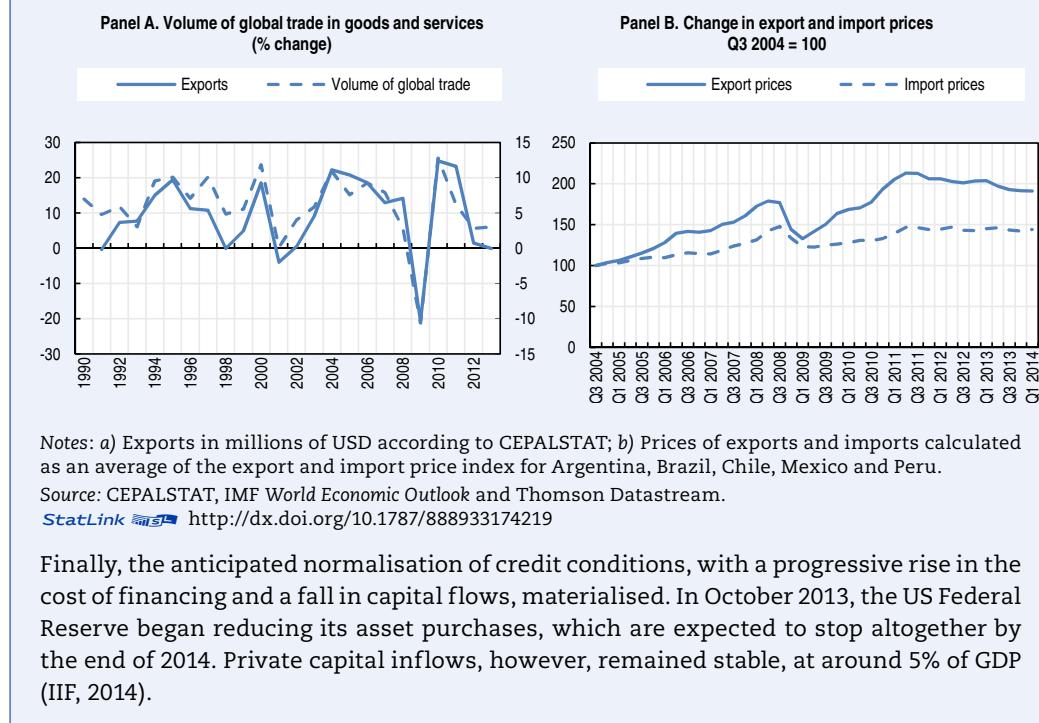 Panel A. Volume of global trade in goods and services
(% change)
Exports
Volume of global trade
30
20
10
0
-10
-20
-30
15
10
5
0
-5
-10
-15
1990
1992
1994
1996
1998
2000
2002
2004
2006
2008
2010
2012
Panel B. Change in export and import prices
Q3 2004 = 100
Export prices
Import prices
250
200
150
100
50
0
Q3 2004
Q1 2005
Q3 2005
Q1 2006
Q3 2006
Q1 2007
Q3 2007
Q1 2008
Q3 2008
Q1 2009
Q3 2009
Q1 2010
Q3 2010
Q1 2011
Q3 2011
Q1 2012
Q3 2012
Q1 2013
Q3 2013
Q1 2014
Notes: a) Exports in millions of USD according to CEPALSTAT; b) Prices of exports and imports calculated
as an average of the export and import price index for Argentina, Brazil, Chile, Mexico and Peru.
Source: CEPALSTAT, IMF World Economic Outlook and Thomson Datastream.
StatLink http://dx.doi.org/10.1787/888933174219
Finally, the anticipated normalisation of credit conditions, with a progressive rise in the
cost of financing and a fall in capital flows, materialised. In October 2013, the US Federal
Reserve began reducing its asset purchases, which are expected to stop altogether by
the end of 2014. Private capital inflows, however, remained stable, at around 5% of GDP
(IIF, 2014).